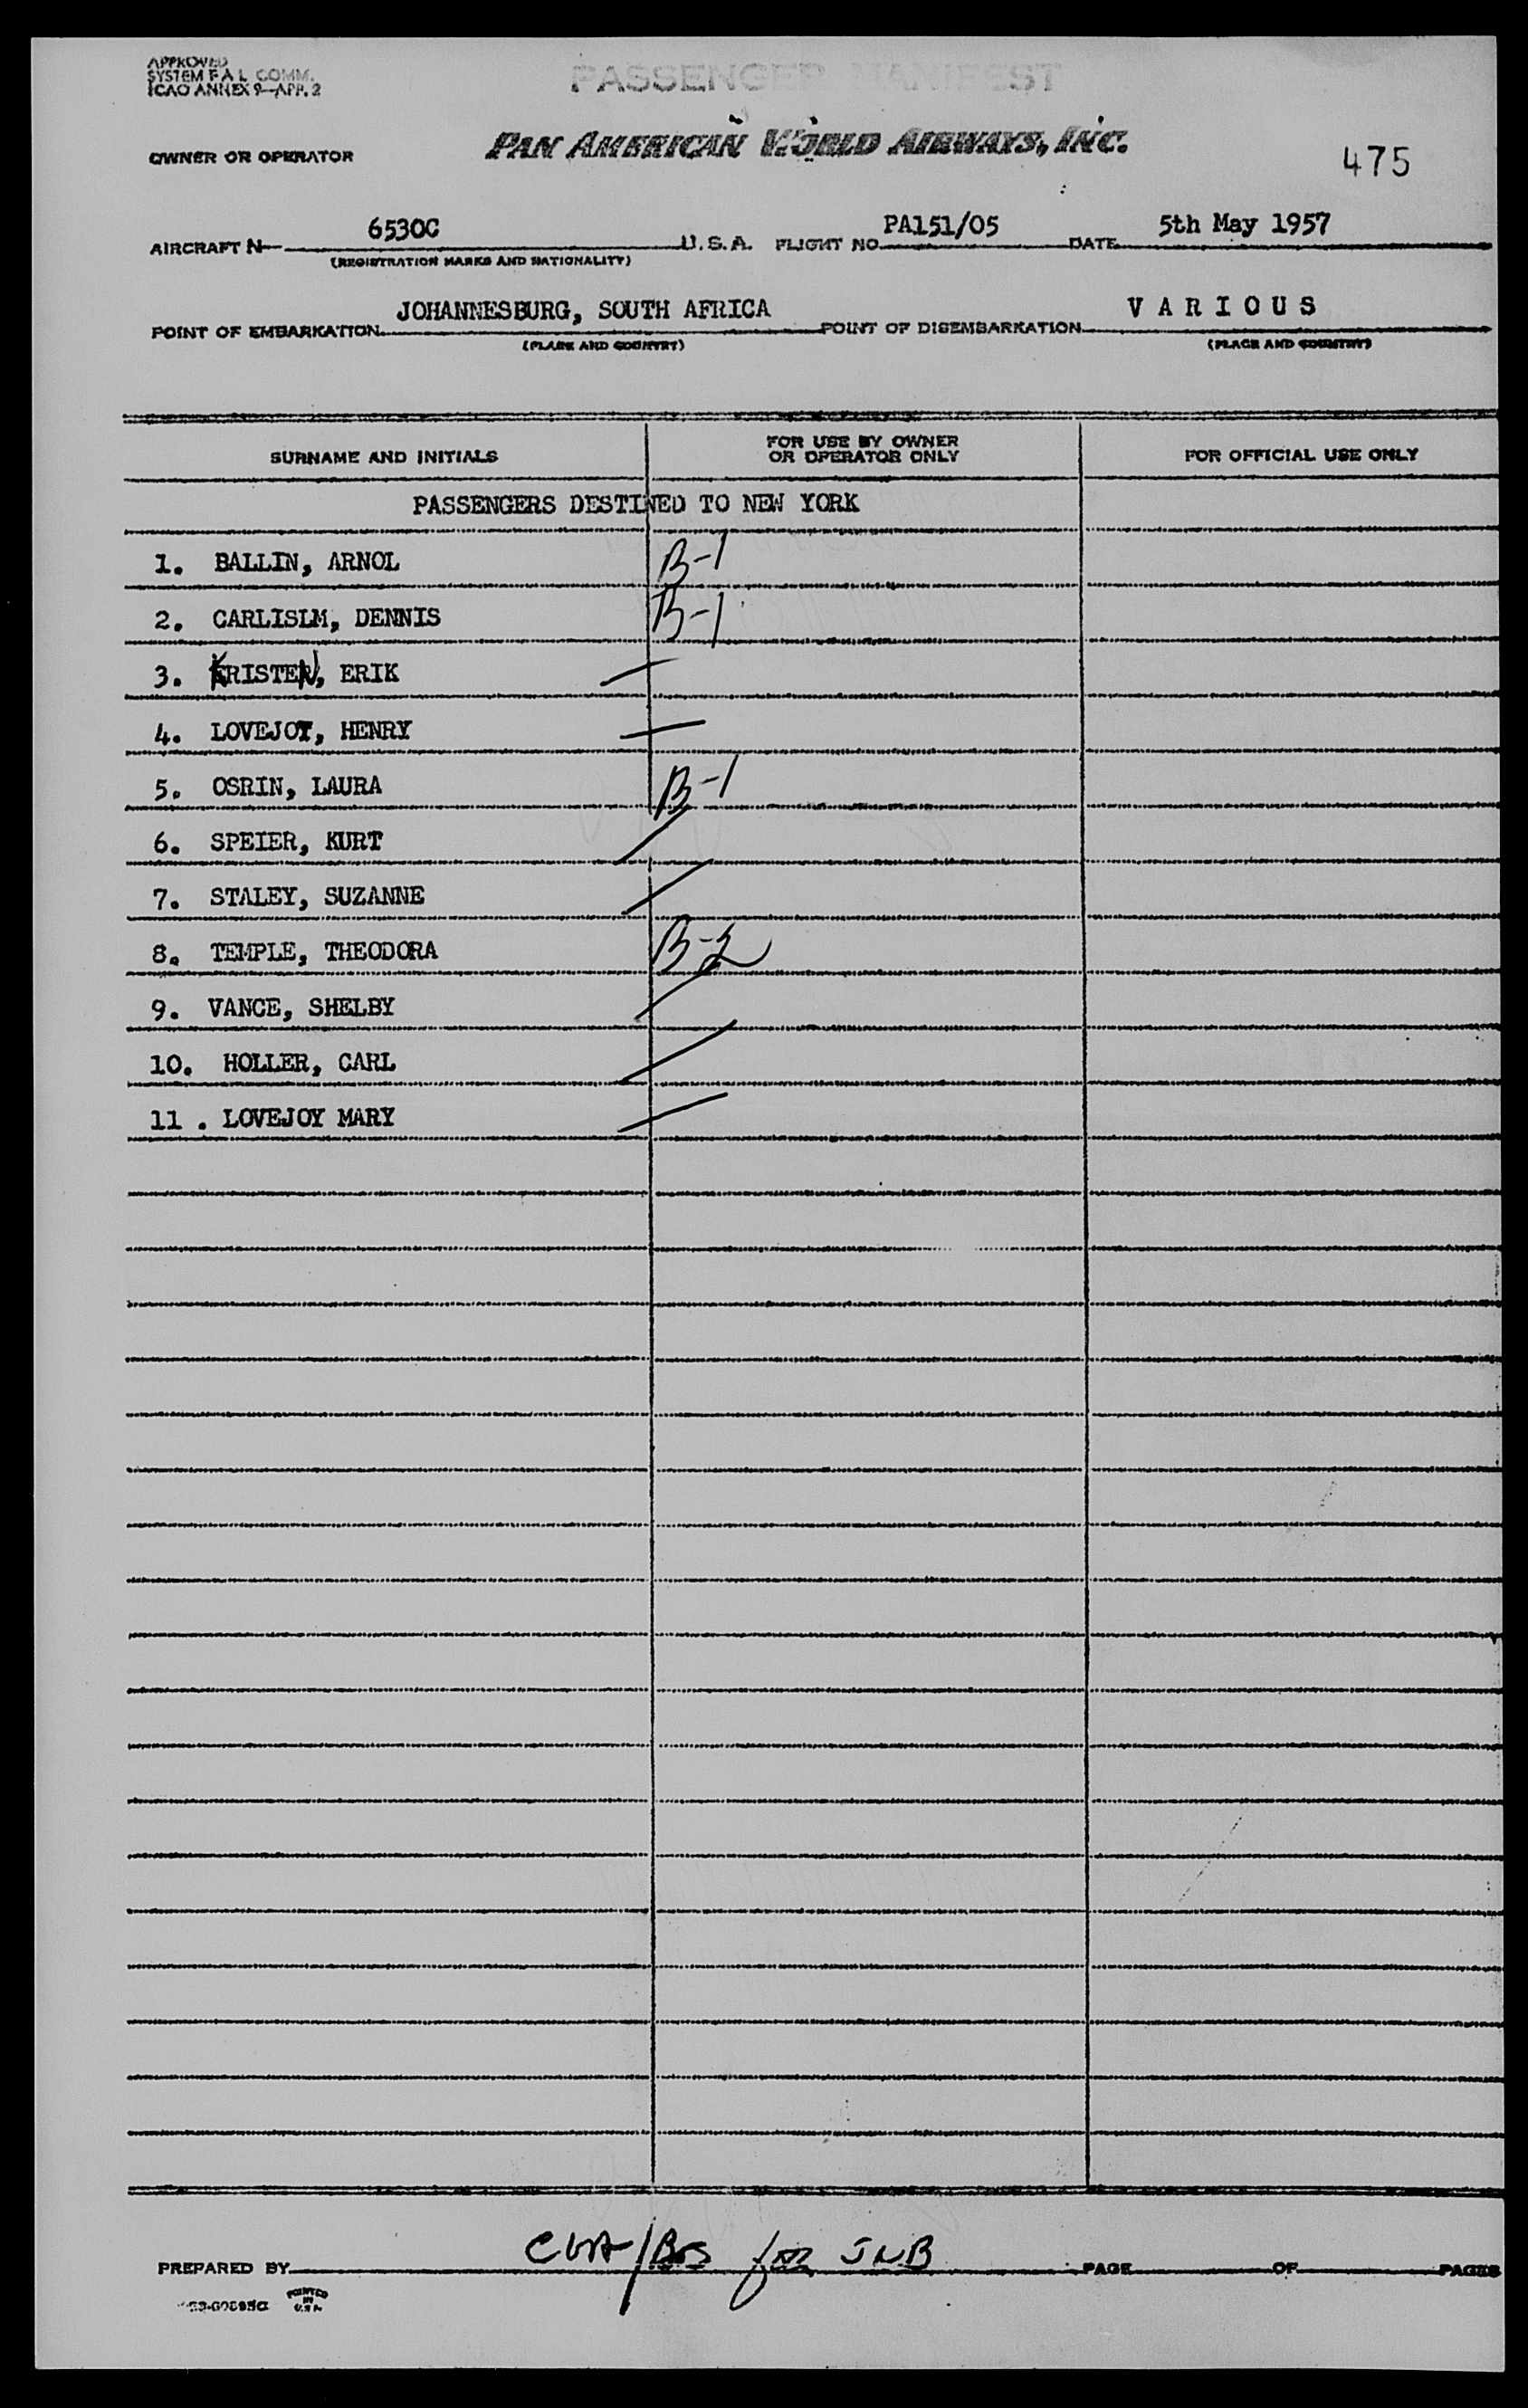 APPROVED
SYSTEM F A L COMM.
ICAO ANNEX 9—APP. 2
PASSENGER MANIFEST
OWNER OR OPERATOR
PAN AMERICAN WORLD AIRWAYS, INC.
475
AIRCRAFT N— 6530C U.S.A. FLIGHT NO. PA151/05 DATE 5th May 1957
(REGISTRATION MARKS AND NATIONALITY)
POINT OF EMBARKATION JOHANNESBURG, SOUTH AFRICA POINT OF DISEMBARKATION V A R I O U S
(PLACE AND COUNTRY) (PLACE AND COUNTRY)
SURNAME AND INITIALS FOR USE BY OWNER OR OPERATOR ONLY FOR OFFICIAL USE ONLY
PASSENGERS DESTINED TO NEW YORK
1. BALLIN, ARNOL B-1
2. CARLISLM, DENNIS B-1
3. KRISTEN, ERIK
4. LOVEJOY, HENRY
5. OSRIN, LAURA B-1
6. SPEIER, KURT
7. STALEY, SUZANNE
8. TEMPLE, THEODORA B-2
9. VANCE, SHELBY
10. HOLLER, CARL
11 . LOVEJOY MARY
PREPARED BY for JNB PAGE OF PAGES
PRINTED
IN
U.S.A.